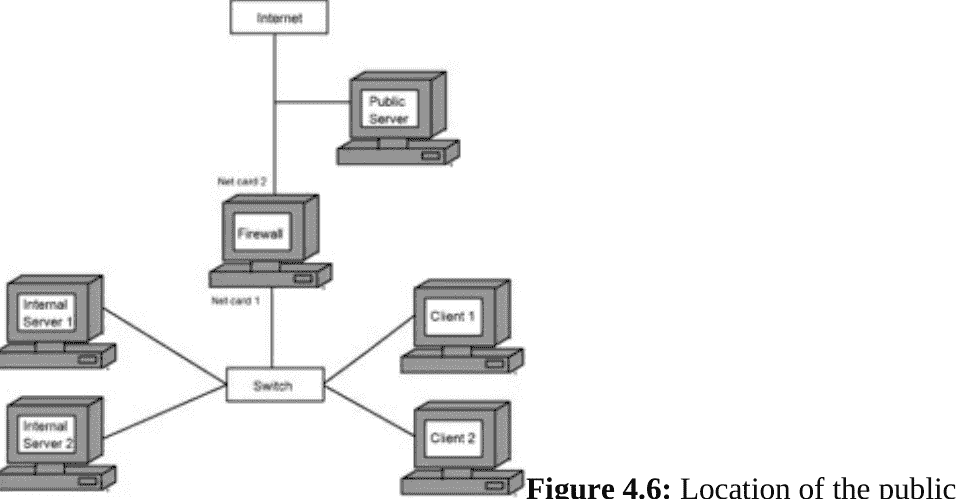 Internet
Public
Server
Net card 2
Firewall
Net card 1
Internal
Server 1
Client 1
Switch
Internal
Server 2
Client 2
Figure 4.6: Location of the public